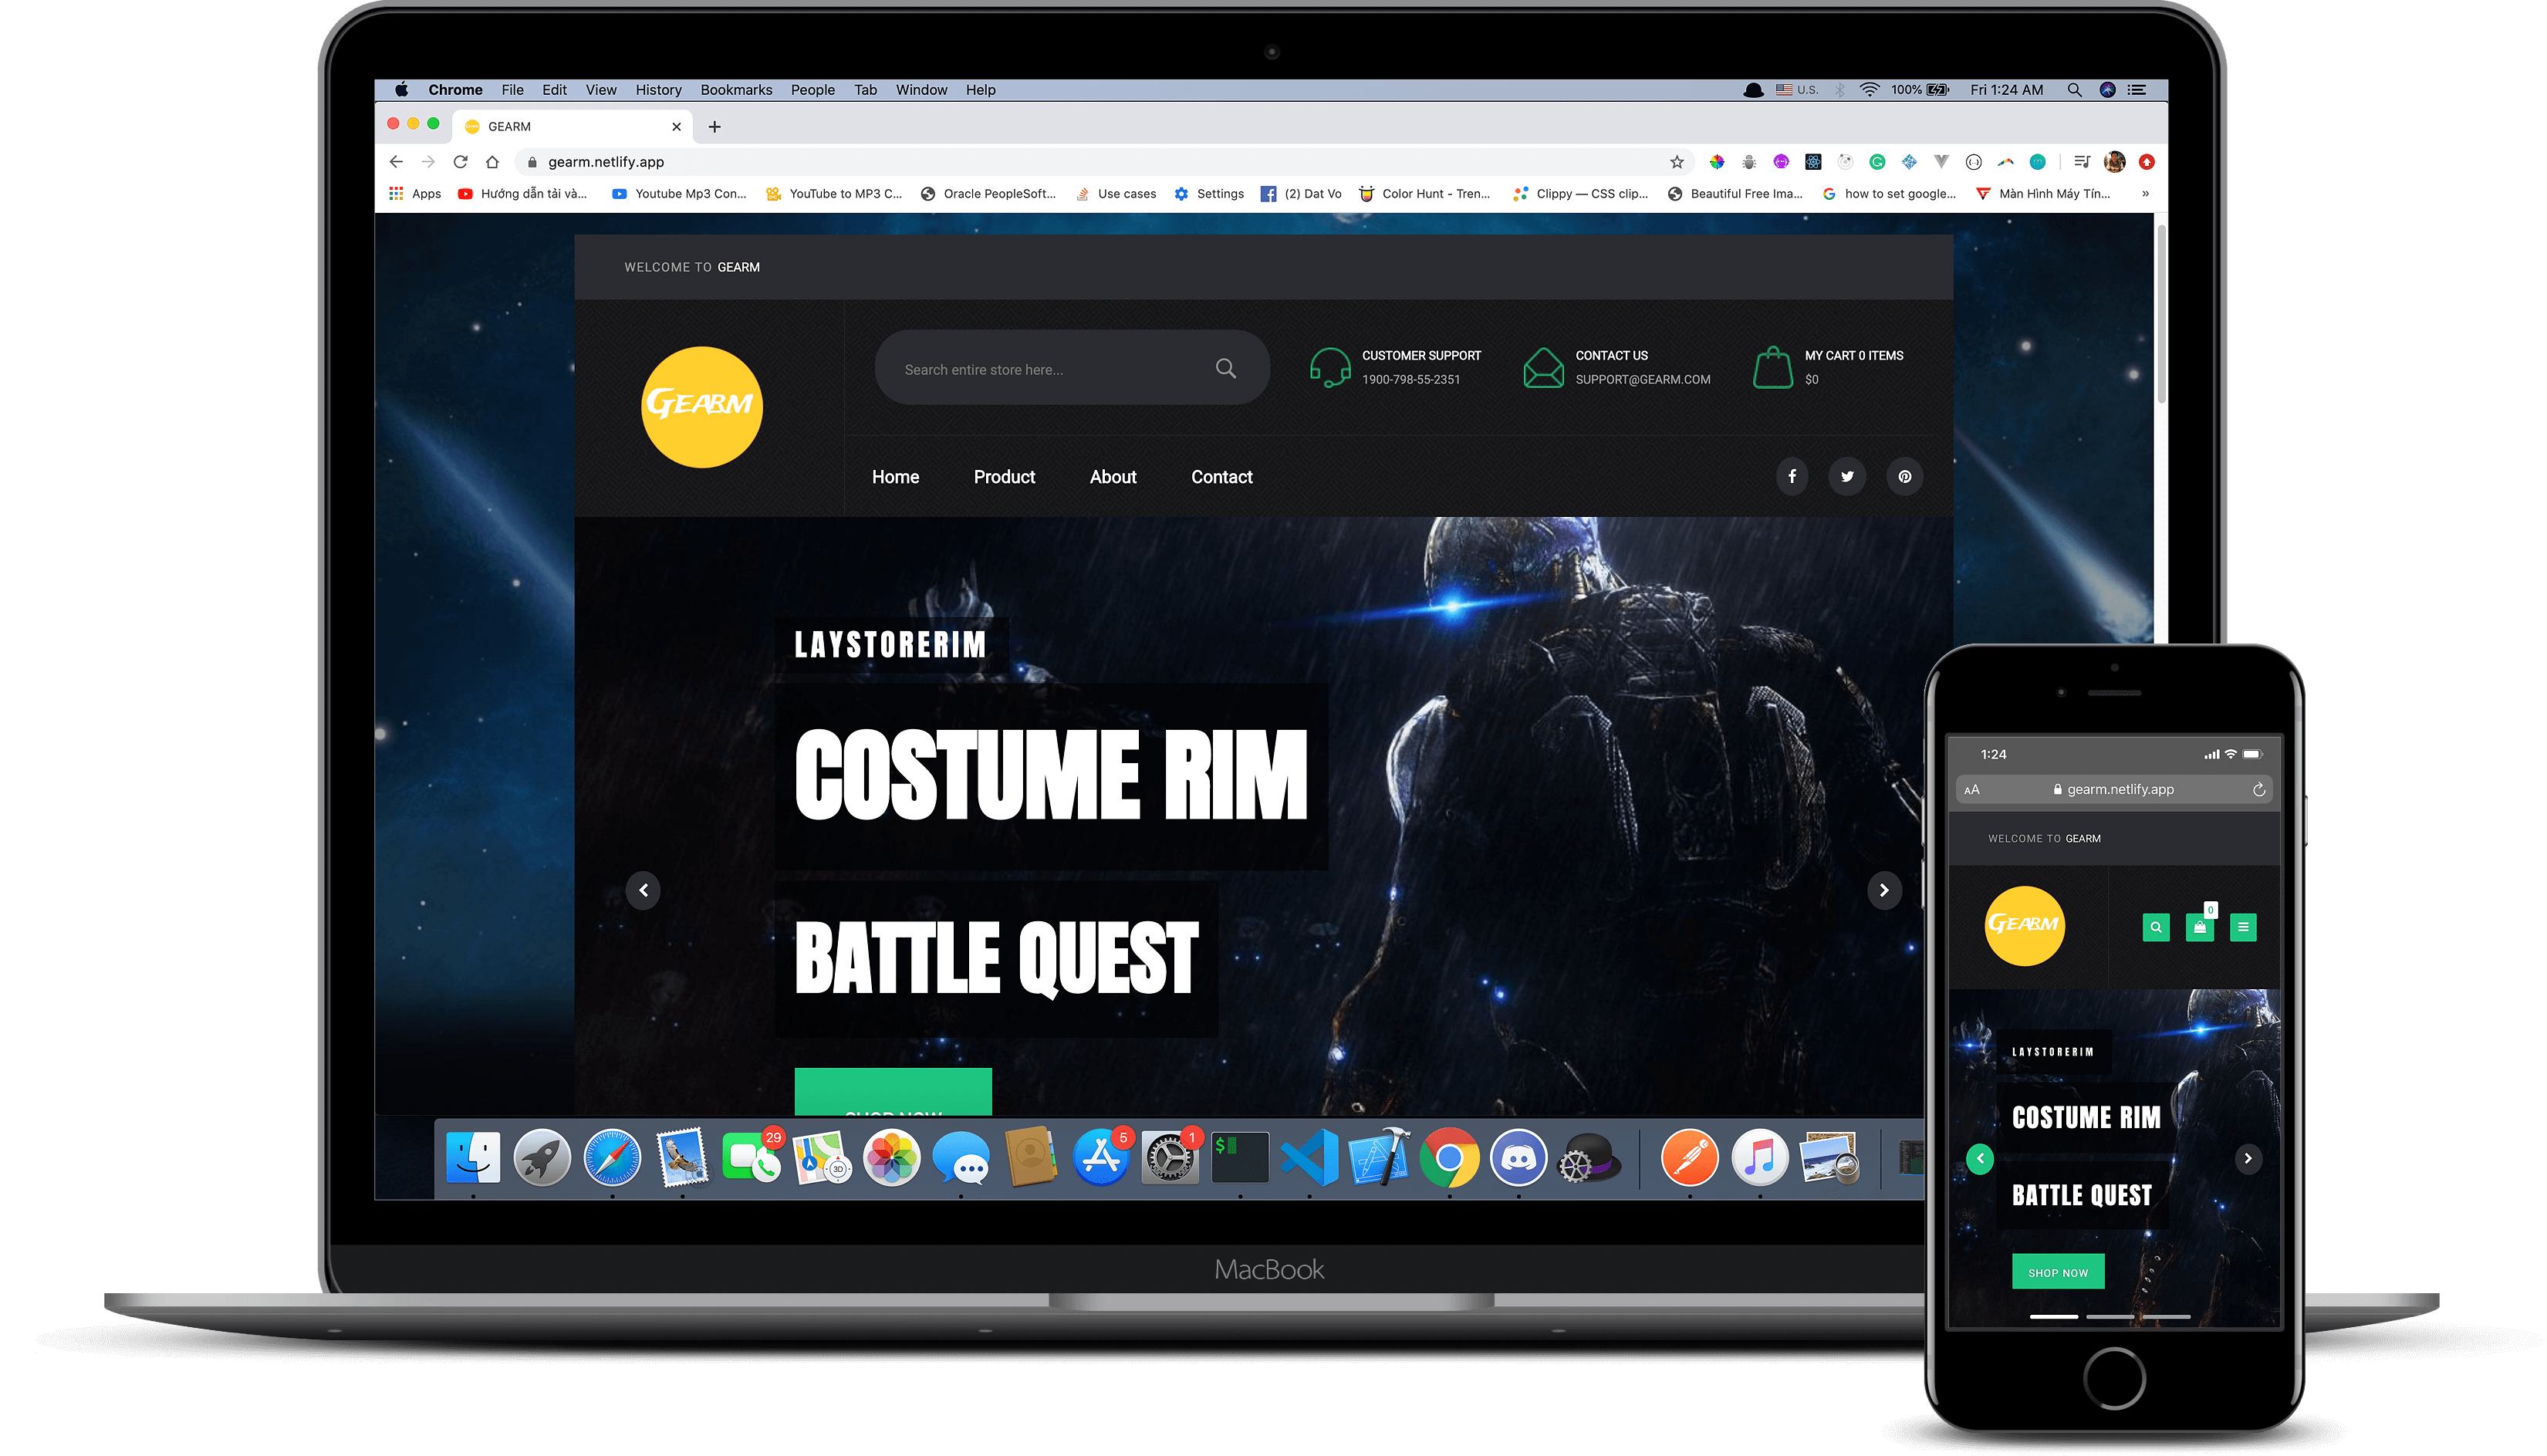 Chrome File Edit View History Bookmarks People Tab Window Help U.S. 100% Fri 1:24 AM
GEARM
gearm.netlify.app
Apps Hướng dẫn tải và... Youtube Mp3 Con... YouTube to MP3 C... Oracle PeopleSoft... Use cases Settings (2) Dat Vo Color Hunt - Tren... Clippy — CSS clip... Beautiful Free Ima... how to set google... Màn Hình Máy Tín... »
WELCOME TO GEARM
GEARM
Search entire store here...
CUSTOMER SUPPORT
1900-798-55-2351
CONTACT US
SUPPORT@GEARM.COM
MY CART 0 ITEMS
$0
Home Product About Contact
LAYSTORERIM
COSTUME RIM
BATTLE QUEST
29 3D 5 1 $
MacBook
1:24
AA gearm.netlify.app
WELCOME TO GEARM
GEARM
0
LAYSTORERIM
COSTUME RIM
BATTLE QUEST
SHOP NOW